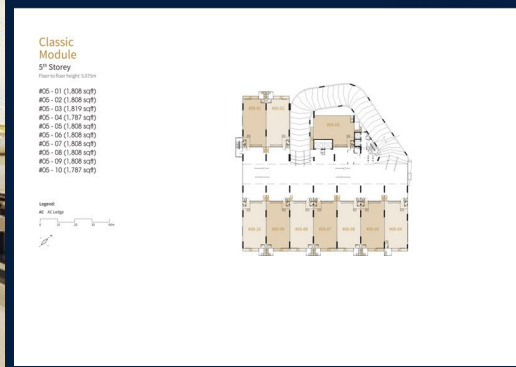 Classic
Module
5th Storey
Floor to floor height: 5.575m
#05 - 01 (1,808 sqft)
#05 - 02 (1,808 sqft)
#05 - 03 (1,819 sqft)
#05 - 04 (1,787 sqft)
#05 - 05 (1,808 sqft)
#05 - 06 (1,808 sqft)
#05 - 07 (1,808 sqft)
#05 - 08 (1,808 sqft)
#05 - 09 (1,808 sqft)
#05 - 10 (1,787 sqft)
Legend:
AC AC Ledge